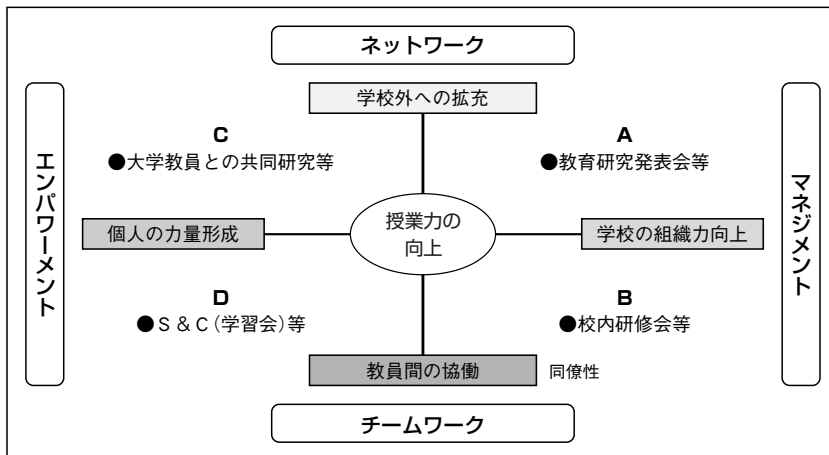 ネットワーク
学校外への拡充
C
●大学教員との共同研究等
A
●教育研究発表会等
エンパワーメント
マネジメント
個人の力量形成
授業力の
向上
学校の組織力向上
D
●S&C(学習会)等
B
●校内研修会等
教員間の協働
同僚性
チームワーク